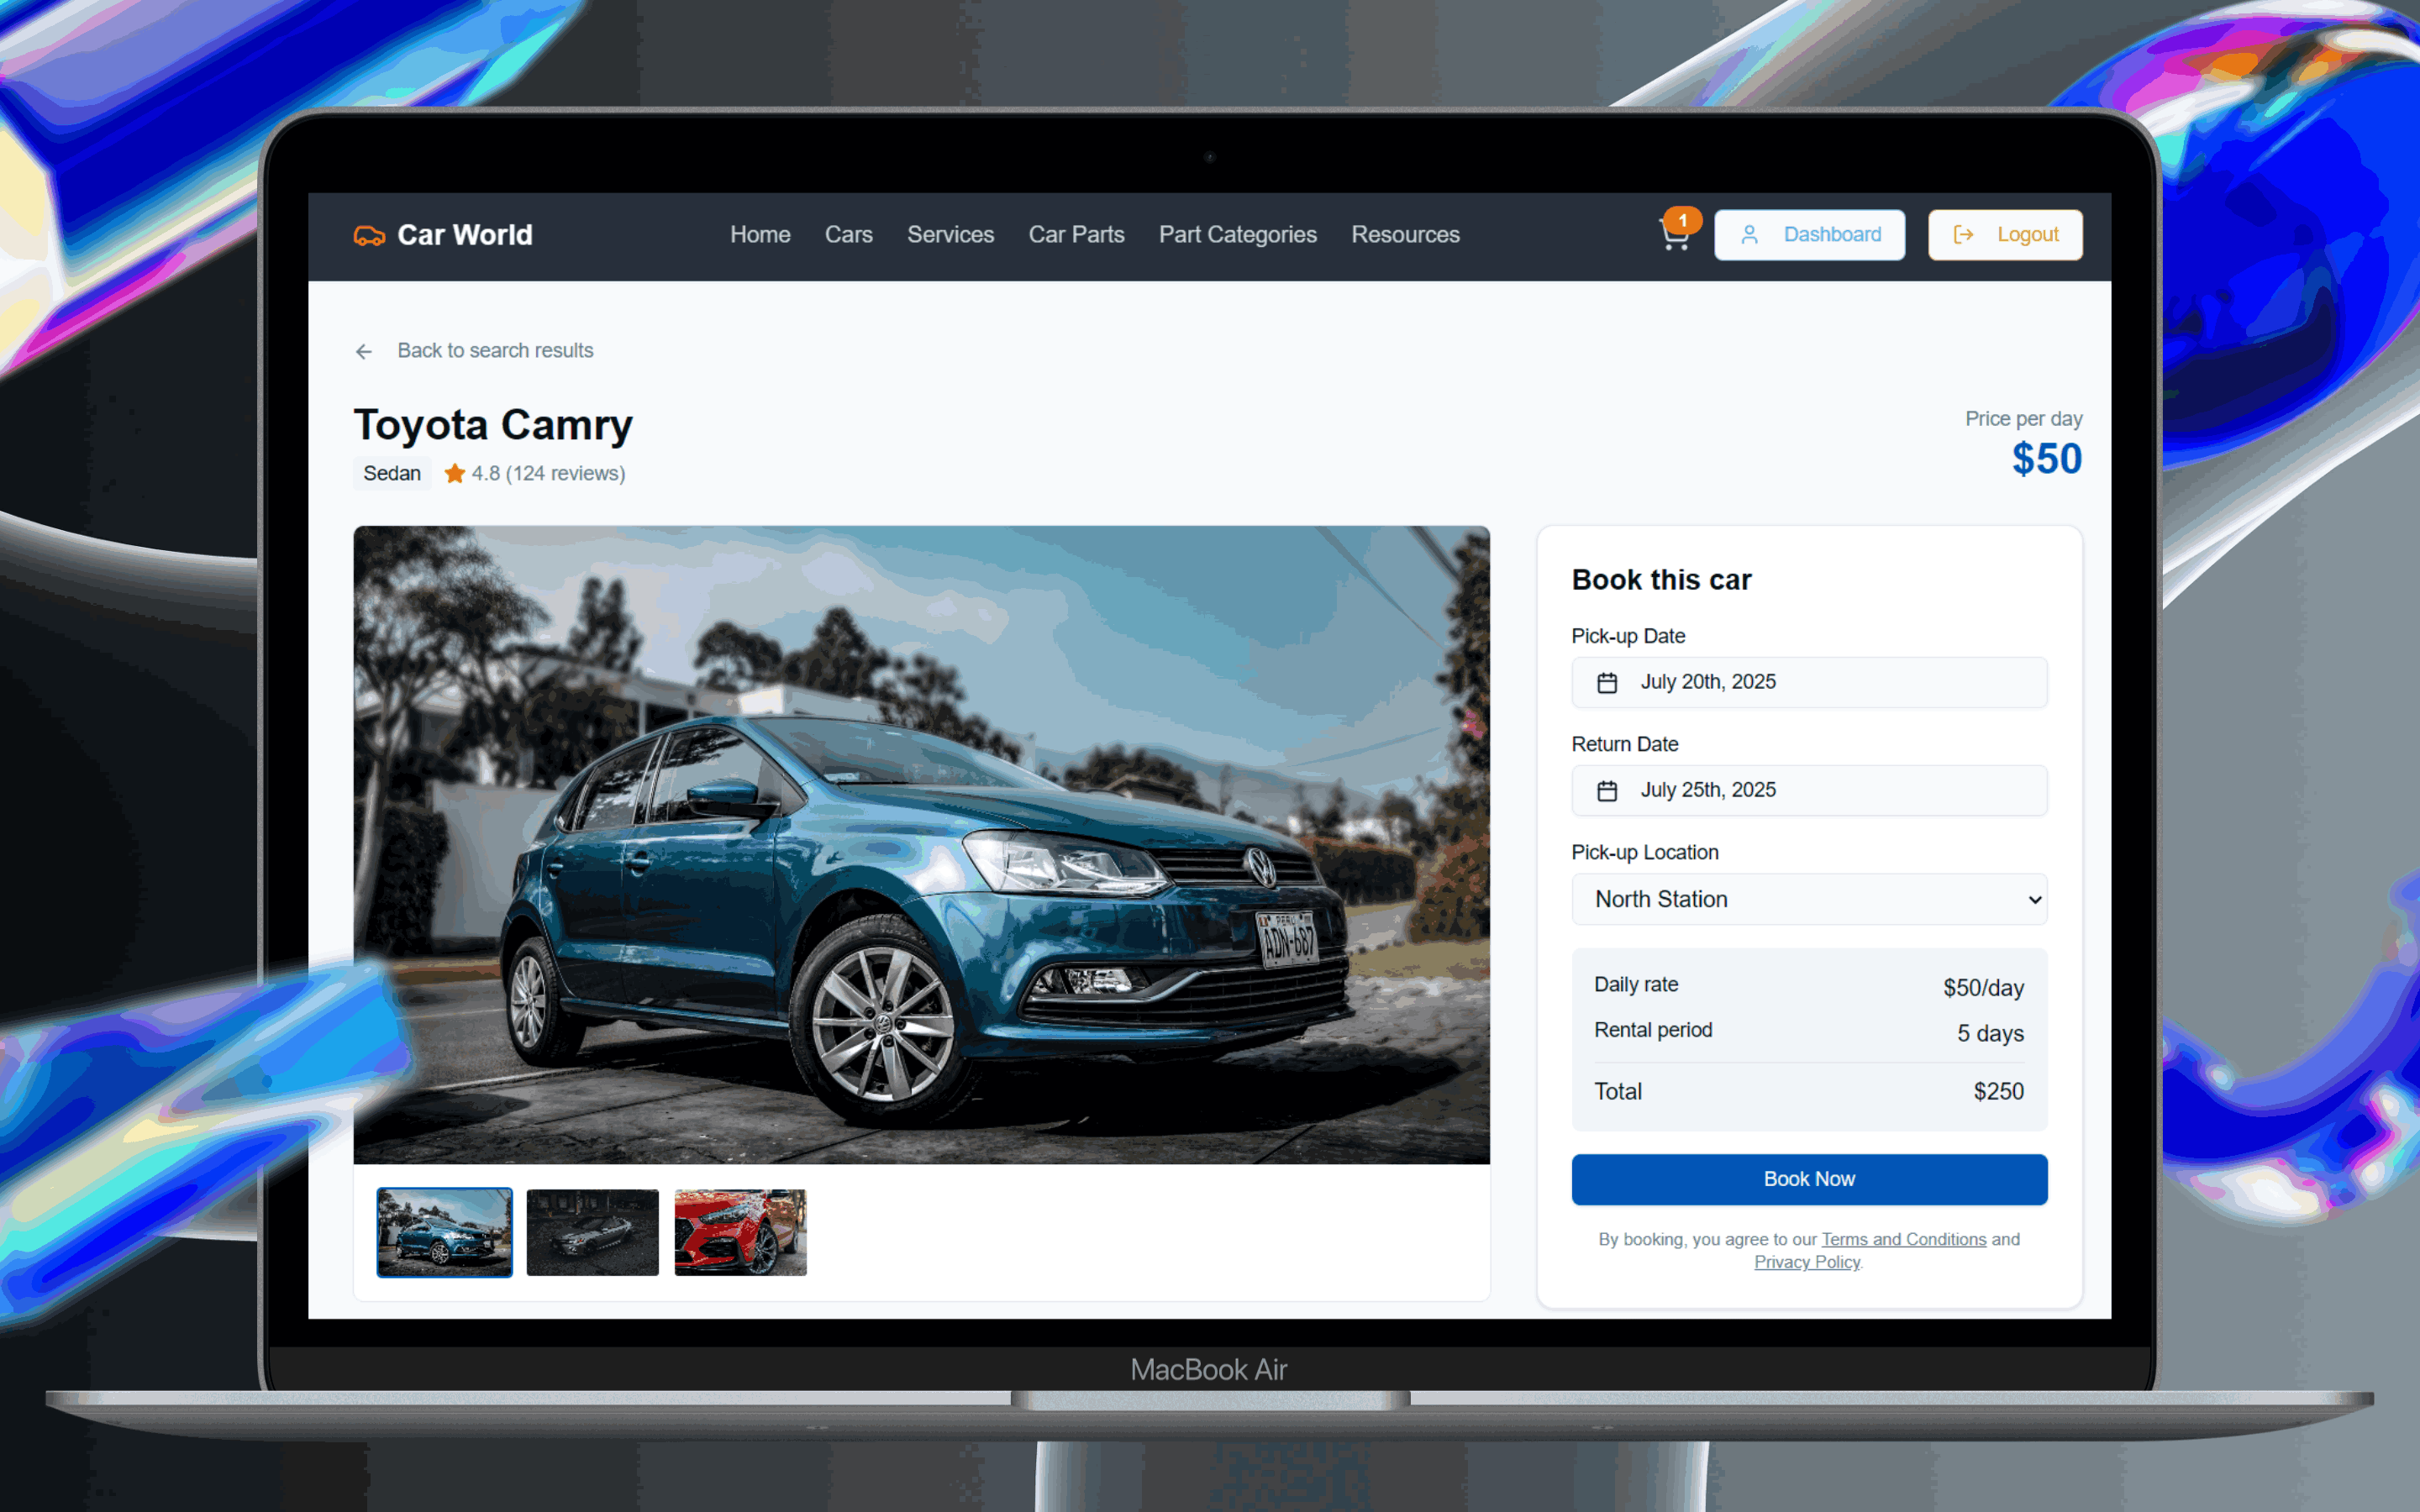 Car World
Home Cars Services Car Parts Part Categories Resources
1
Dashboard
Logout
Back to search results
Toyota Camry
Sedan 4.8 (124 reviews)
Price per day
$50
Book this car
Pick-up Date
July 20th, 2025
Return Date
July 25th, 2025
Pick-up Location
North Station
Daily rate $50/day
Rental period 5 days
Total $250
Book Now
By booking, you agree to our Terms and Conditions and
Privacy Policy.
PERU
ADN-687
MacBook Air